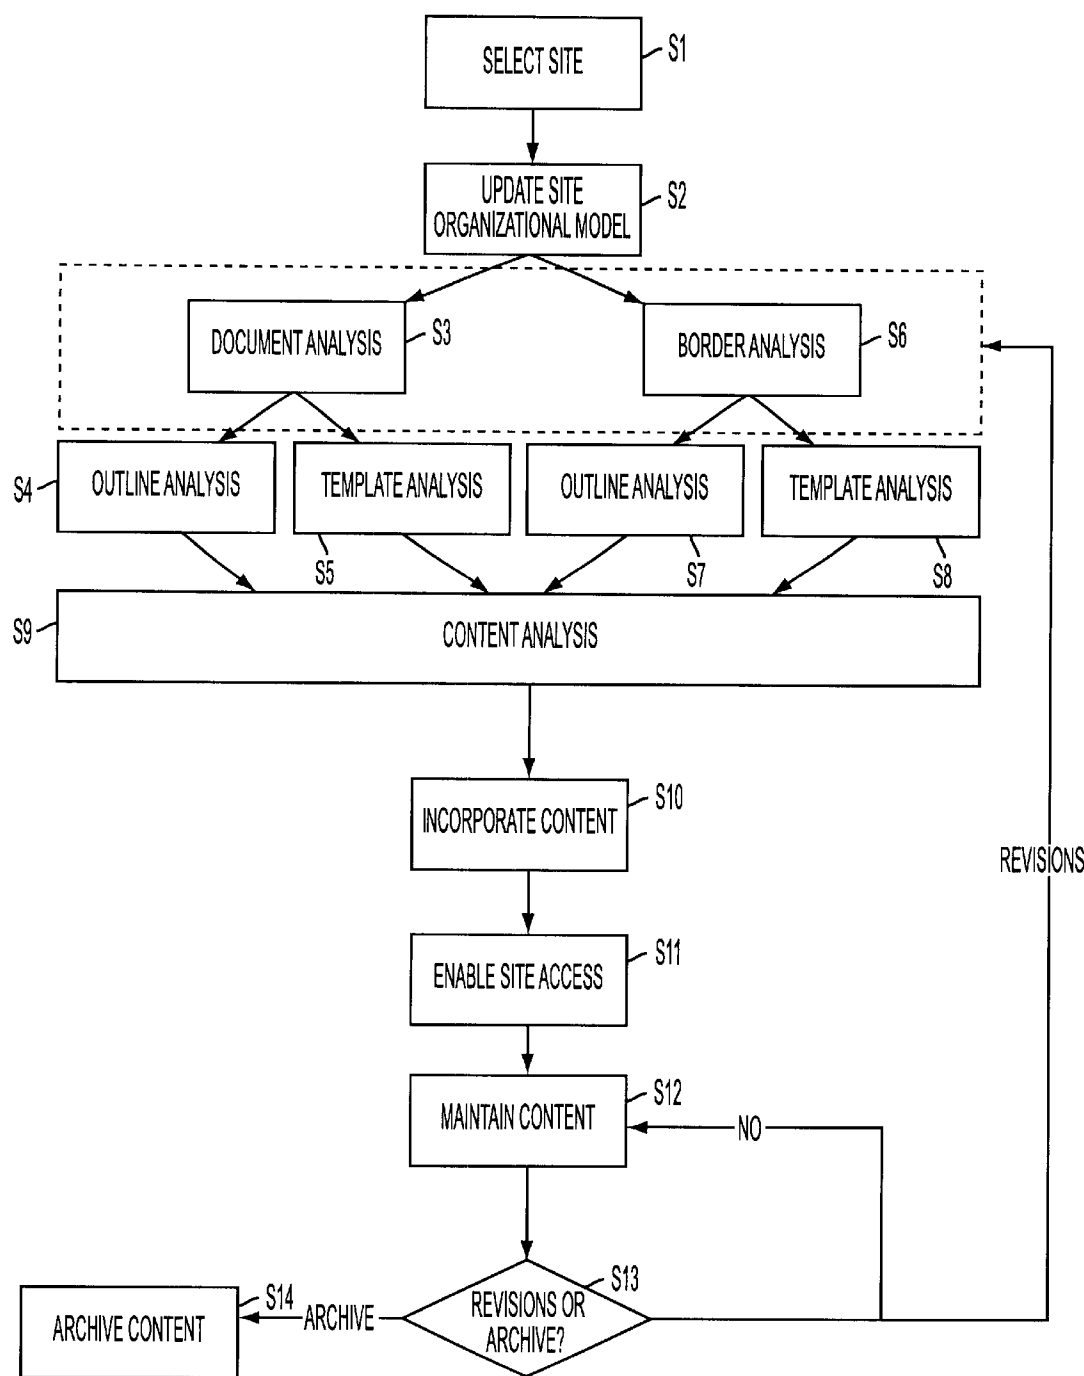 SELECT SITE
S1
UPDATE SITE
ORGANIZATIONAL MODEL
S2
DOCUMENT ANALYSIS
S3
BORDER ANALYSIS
S6
S4
OUTLINE ANALYSIS
TEMPLATE ANALYSIS
OUTLINE ANALYSIS
TEMPLATE ANALYSIS
S5
S7
S8
S9
CONTENT ANALYSIS
INCORPORATE CONTENT
S10
REVISIONS
ENABLE SITE ACCESS
S11
MAINTAIN CONTENT
S12
NO
REVISIONS OR
ARCHIVE?
S13
ARCHIVE
ARCHIVE CONTENT
S14